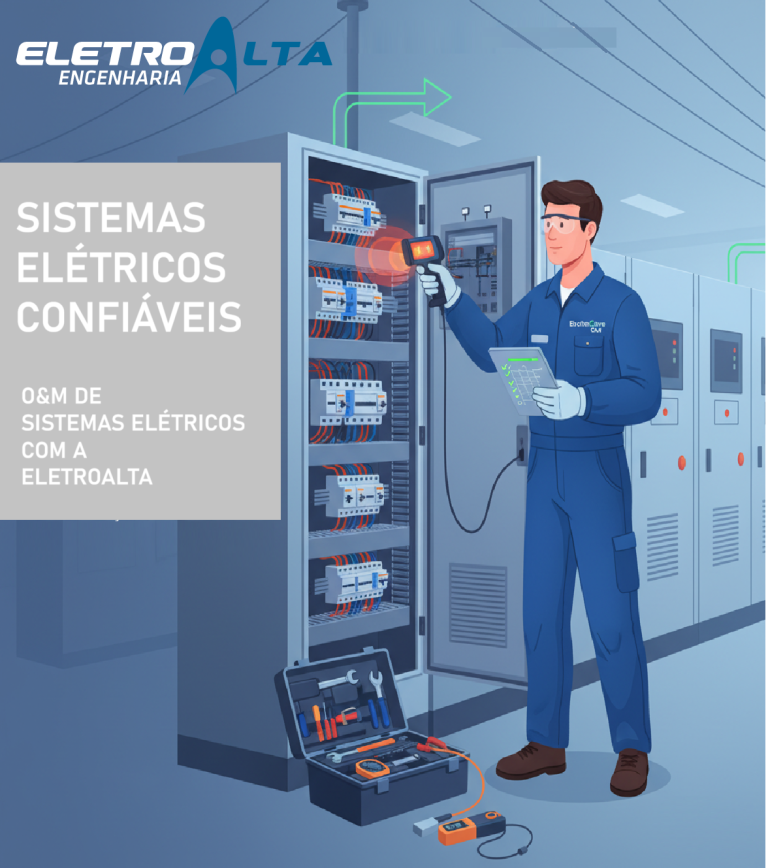 ELETROALTA
ENGENHARIA
SISTEMAS
ELÉTRICOS
CONFIÁVEIS
O&M DE
SISTEMAS ELÉTRICOS
COM A
ELETROALTA